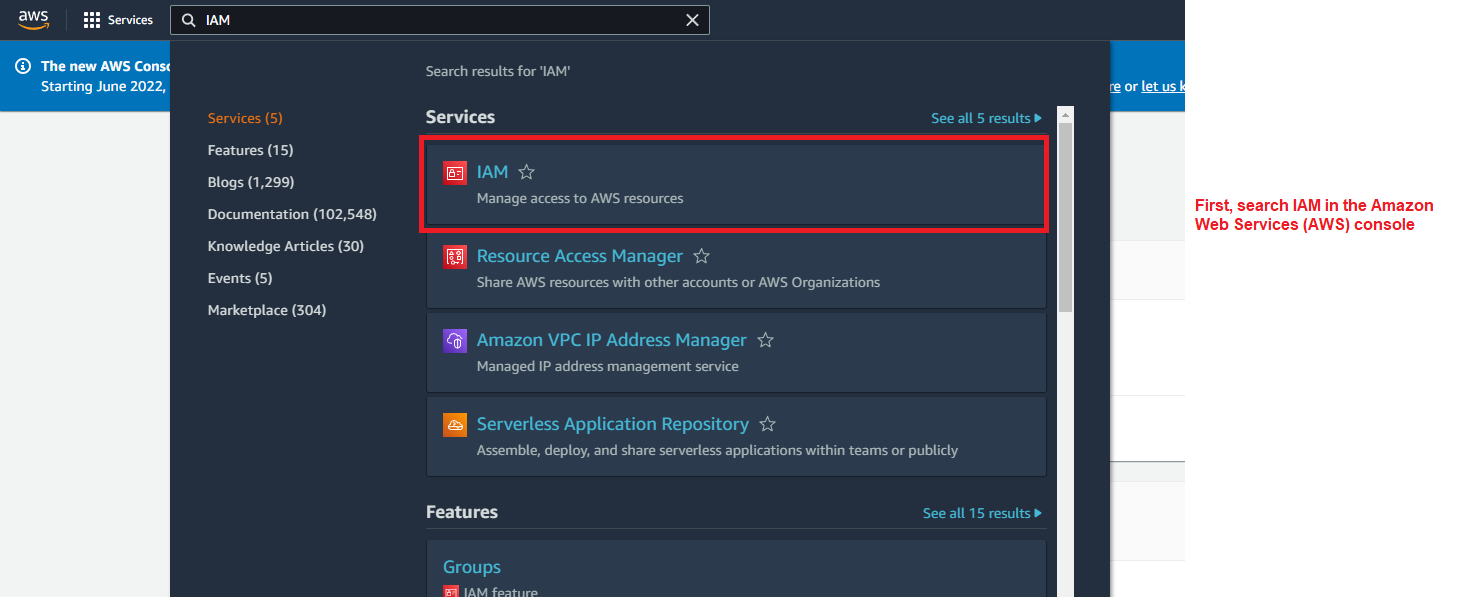 aws
Services
IAM
The new AWS Conso
Starting June 2022,
re or let us k
Search results for 'IAM'
Services (5)
Features (15)
Blogs (1,299)
Documentation (102,548)
Knowledge Articles (30)
Events (5)
Marketplace (304)
Services
See all 5 results
IAM
Manage access to AWS resources
Resource Access Manager
Share AWS resources with other accounts or AWS Organizations
Amazon VPC IP Address Manager
Managed IP address management service
Serverless Application Repository
Assemble, deploy, and share serverless applications within teams or publicly
Features
See all 15 results
Groups
IAM feature
First, search IAM in the Amazon
Web Services (AWS) console